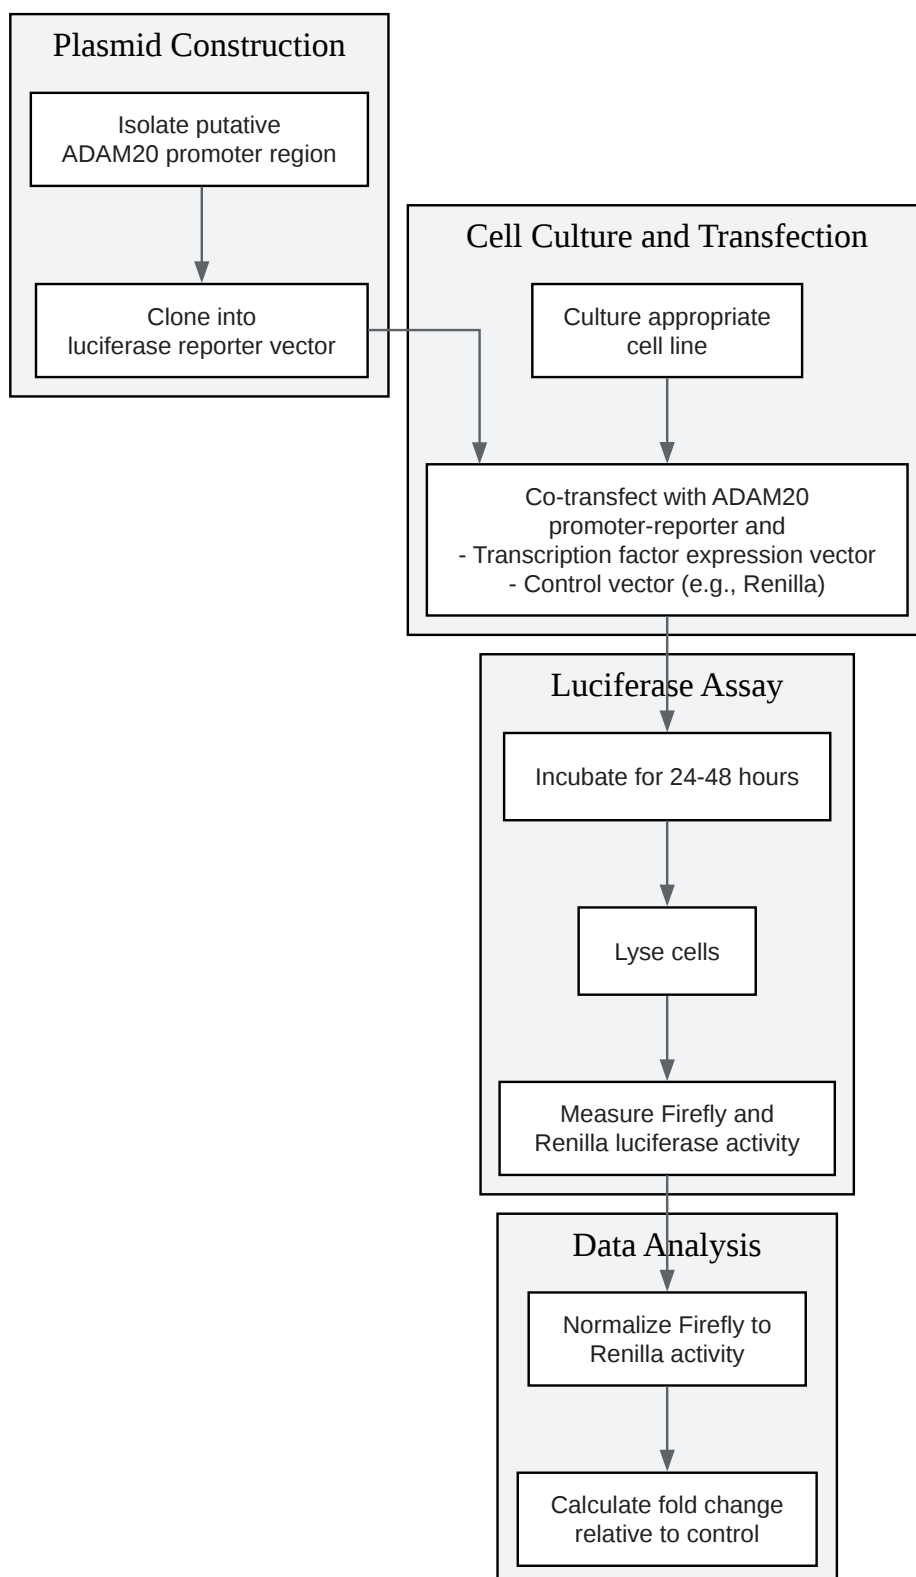 Plasmid Construction
Isolate putative
ADAM20 promoter region
Clone into
luciferase reporter vector
Cell Culture and Transfection
Culture appropriate
cell line
Co-transfect with ADAM20
promoter-reporter and
- Transcription factor expression vector
- Control vector (e.g., Renilla)
Luciferase Assay
Incubate for 24-48 hours
Lyse cells
Measure Firefly and
Renilla luciferase activity
Data Analysis
Normalize Firefly to
Renilla activity
Calculate fold change
relative to control